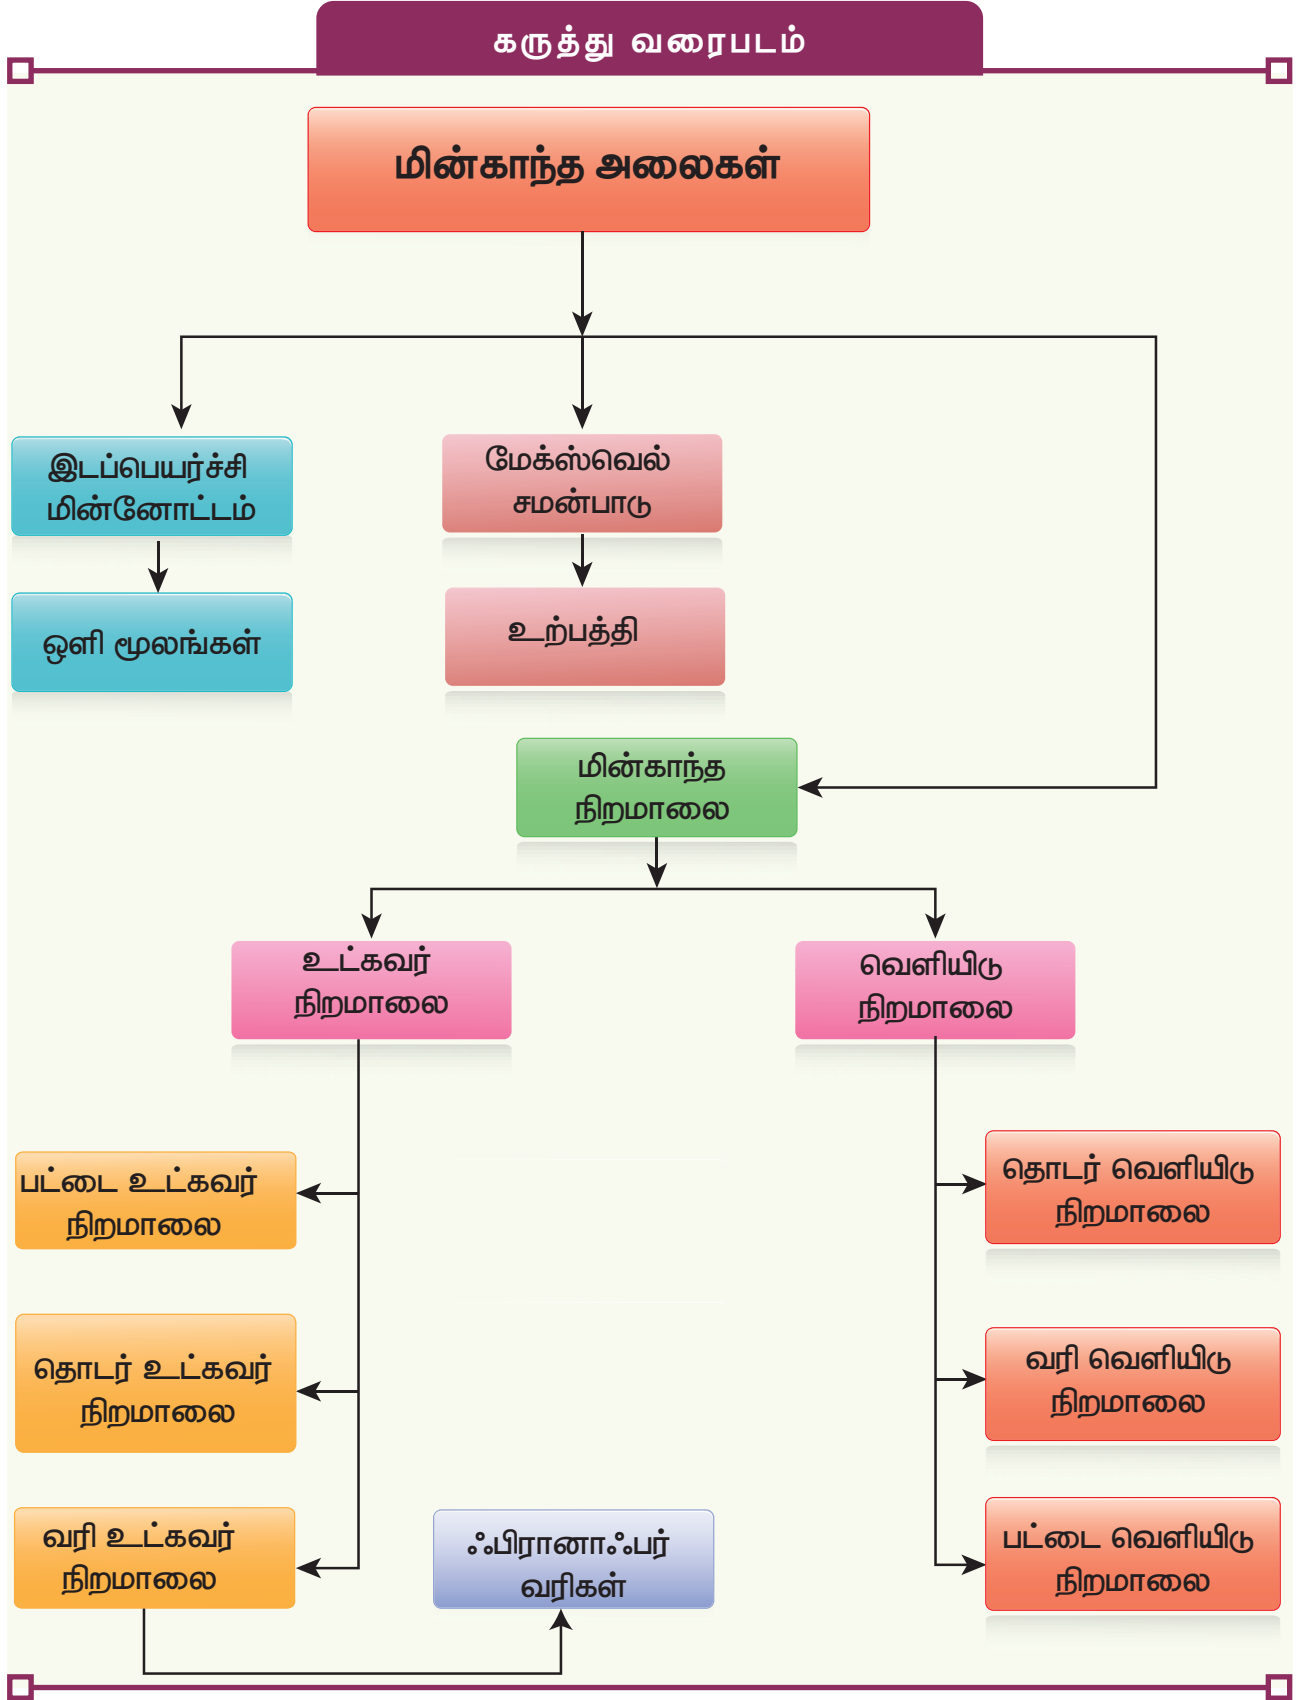 கருத்து வரைபடம்
மின்காந்த அலைகள்
இடப்பெயர்ச்சி
மின்னோட்டம்
மேக்ஸ்வெல்
சமன்பாடு
ஒளி மூலங்கள்
உற்பத்தி
மின்காந்த
நிறமாலை
உட்கவர்
நிறமாலை
வெளியிடு
நிறமாலை
பட்டை உட்கவர்
நிறமாலை
தொடர் வெளியிடு
நிறமாலை
தொடர் உட்கவர்
நிறமாலை
வரி வெளியிடு
நிறமாலை
வரி உட்கவர்
நிறமாலை
ஃபிரானாஃபர்
வரிகள்
பட்டை வெளியிடு
நிறமாலை